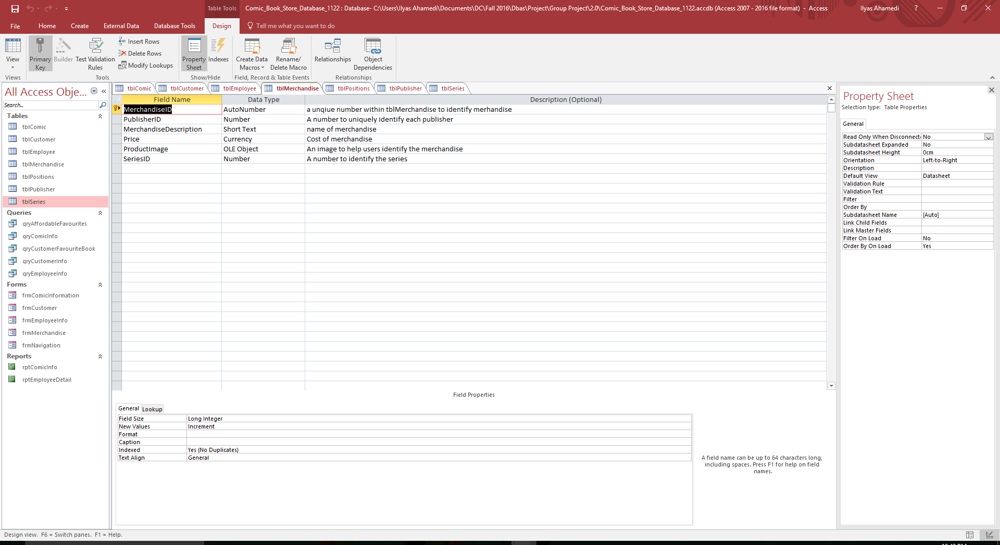 Table Tools
Comic_Book_Store_Database_1122 : Database- C:\Users\Ilyas Ahamedi\Documents\DC\Fall 2016\Dbas\Project\Group Project\2.0\Comic_Book_Store_Database_1122.accdb (Access 2007 - 2016 file format) - Access
Ilyas Ahamedi
?
File Home Create External Data Database Tools Design Tell me what you want to do
View
Primary Key
Builder
Test Validation Rules
Insert Rows
Delete Rows
Modify Lookups
Property Sheet
Indexes
Create Data Macros
Rename/ Delete Macro
Relationships
Object Dependencies
Views Tools Show/Hide Field, Record & Table Events Relationships
All Access Obje... «
Search...
Tables
tblComic
tblCustomer
tblEmployee
tblMerchandise
tblPositions
tblPublisher
tblSeries
Queries
qryAffordableFavourites
qryComicInfo
qryCustomerFavouriteBook
qryCustomerInfo
qryEmployeeInfo
Forms
frmComicInformation
frmCustomer
frmEmployeeInfo
frmMerchandise
frmNavigation
Reports
rptComicInfo
rptEmployeeDetail
tblComic tblCustomer tblEmployee tblMerchandise tblPositions tblPublisher tblSeries
Field Name Data Type Description (Optional)
MerchandiseID AutoNumber a unqiue number within tblMerchandise to identify merhandise
PublisherID Number A number to uniquely identify each publisher
MerchandiseDescription Short Text name of merchandise
Price Currency Cost of merchandise
ProductImage OLE Object An image to help users identify the merchandise
SeriesID Number A number to identify the series
Field Properties
General Lookup
Field Size Long Integer
New Values Increment
Format
Caption
Indexed Yes (No Duplicates)
Text Align General
A field name can be up to 64 characters long,
including spaces. Press F1 for help on field
names.
Property Sheet
Selection type: Table Properties
General
Read Only When Disconnect No
Subdatasheet Expanded No
Subdatasheet Height 0cm
Orientation Left-to-Right
Description
Default View Datasheet
Validation Rule
Validation Text
Filter
Order By
Subdatasheet Name [Auto]
Link Child Fields
Link Master Fields
Filter On Load No
Order By On Load Yes
Design view. F6 = Switch panes. F1 = Help.